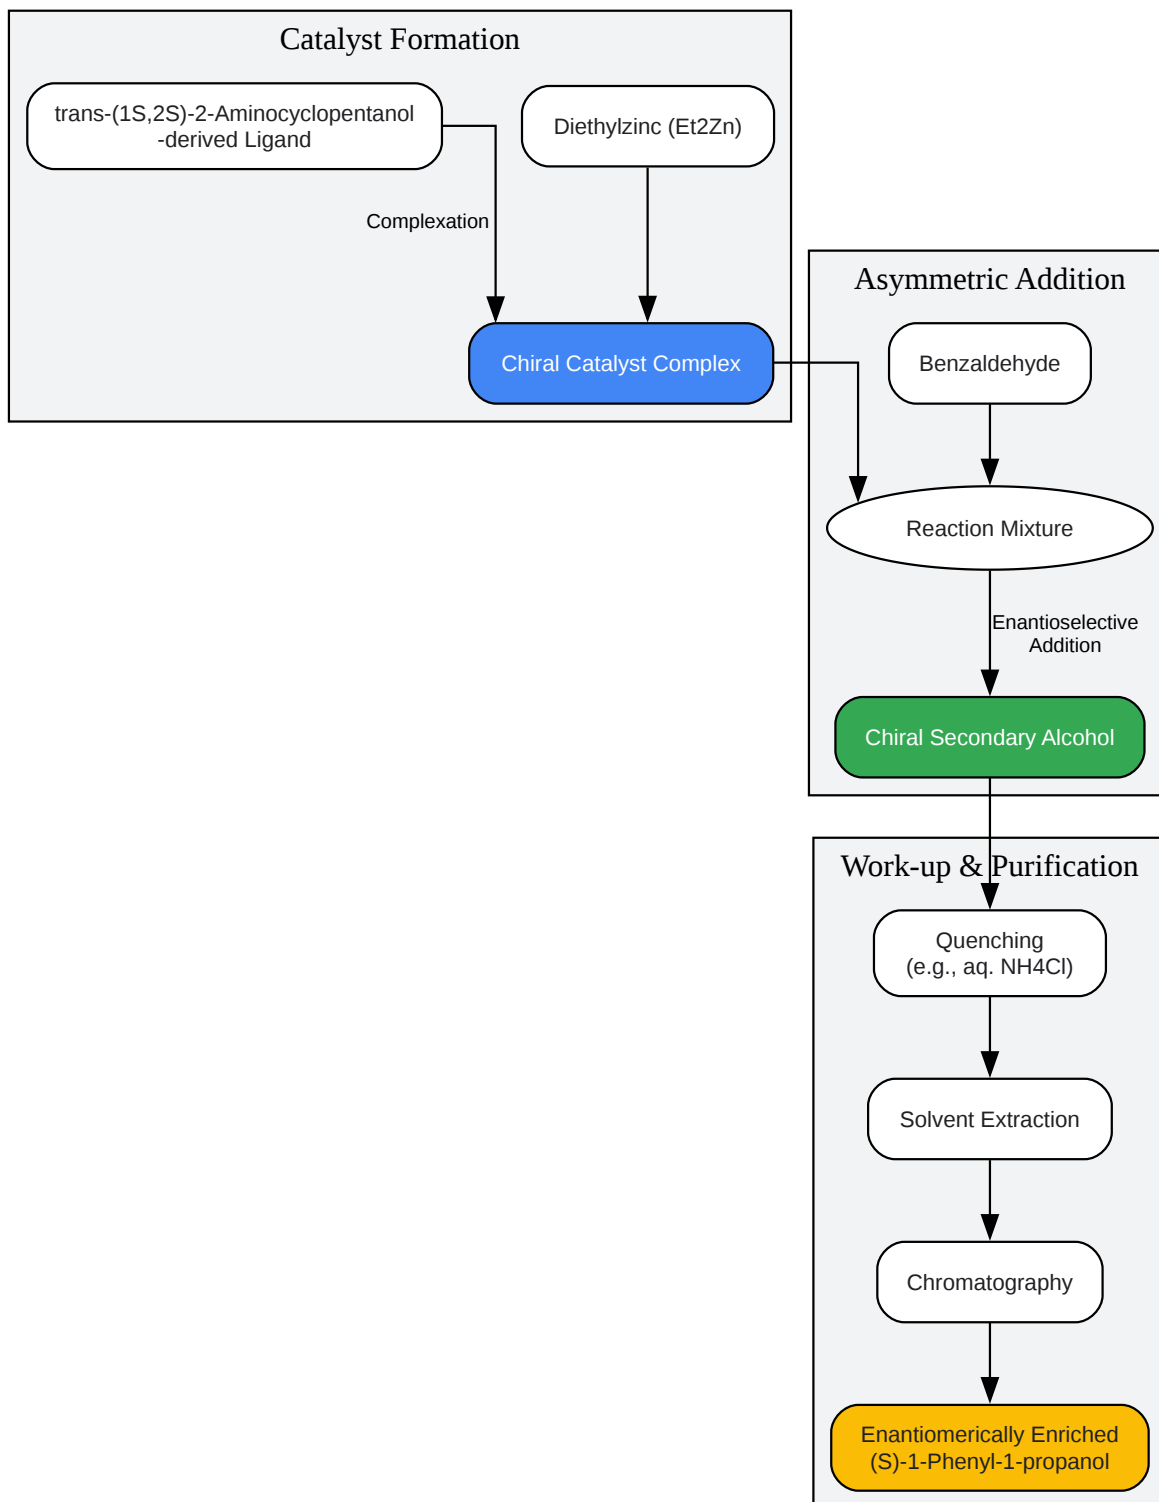 Catalyst Formation
trans-(1S,2S)-2-Aminocyclopentanol
-derived Ligand
Diethylzinc (Et2Zn)
Complexation
Chiral Catalyst Complex
Asymmetric Addition
Benzaldehyde
Reaction Mixture
Enantioselective
Addition
Chiral Secondary Alcohol
Work-up & Purification
Quenching
(e.g., aq. NH4Cl)
Solvent Extraction
Chromatography
Enantiomerically Enriched
(S)-1-Phenyl-1-propanol